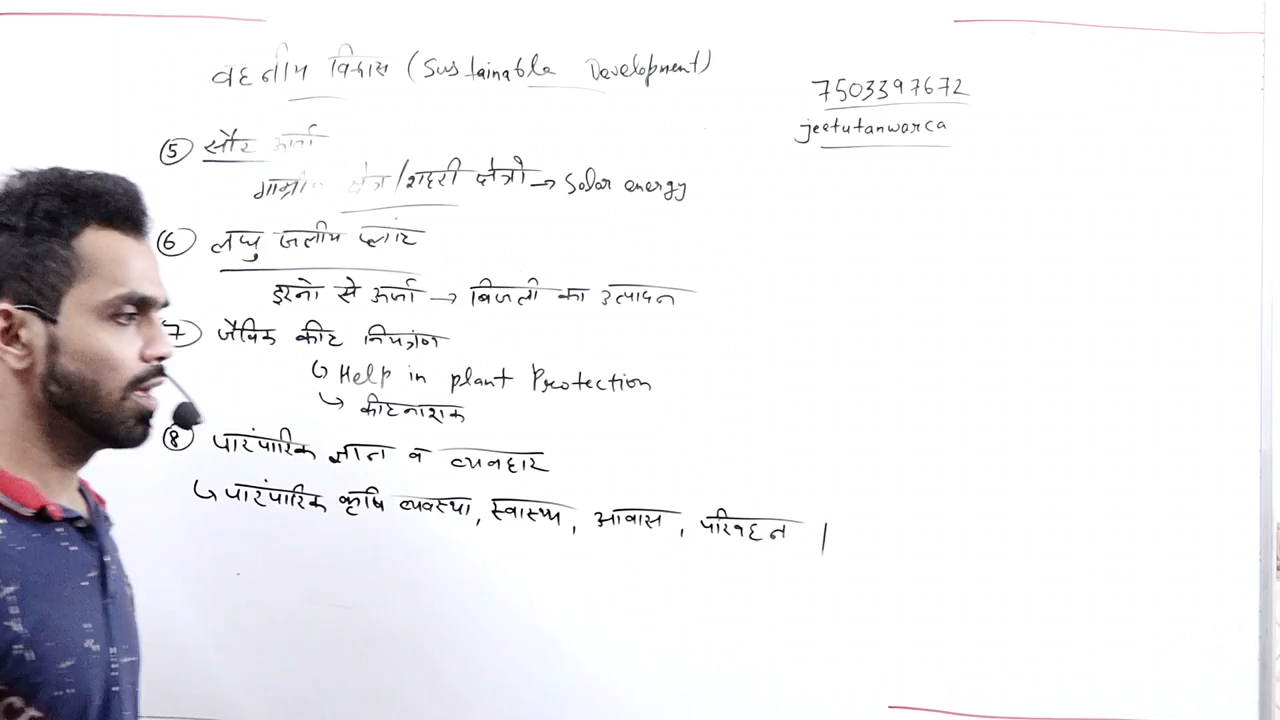 वहनीय विकास (Sustainable Development)
7503397672
jeetutanwarca
⑤ सौर ऊर्जा
ग्रामीण क्षेत्र/शहरी क्षेत्रो → Solar energy
⑥ लघु जलीय प्लांट
झरनो से ऊर्जा → बिजली का उत्पादन
7 जैविक कीट नियंत्रण
↳ Help in plant Protection
↳ कीटनाशक
⑧ पारंपारिक ज्ञान व व्यवहार
↳ पारंपारिक कृषि व्यवस्था, स्वास्थ्य, आवास, परिवहन |